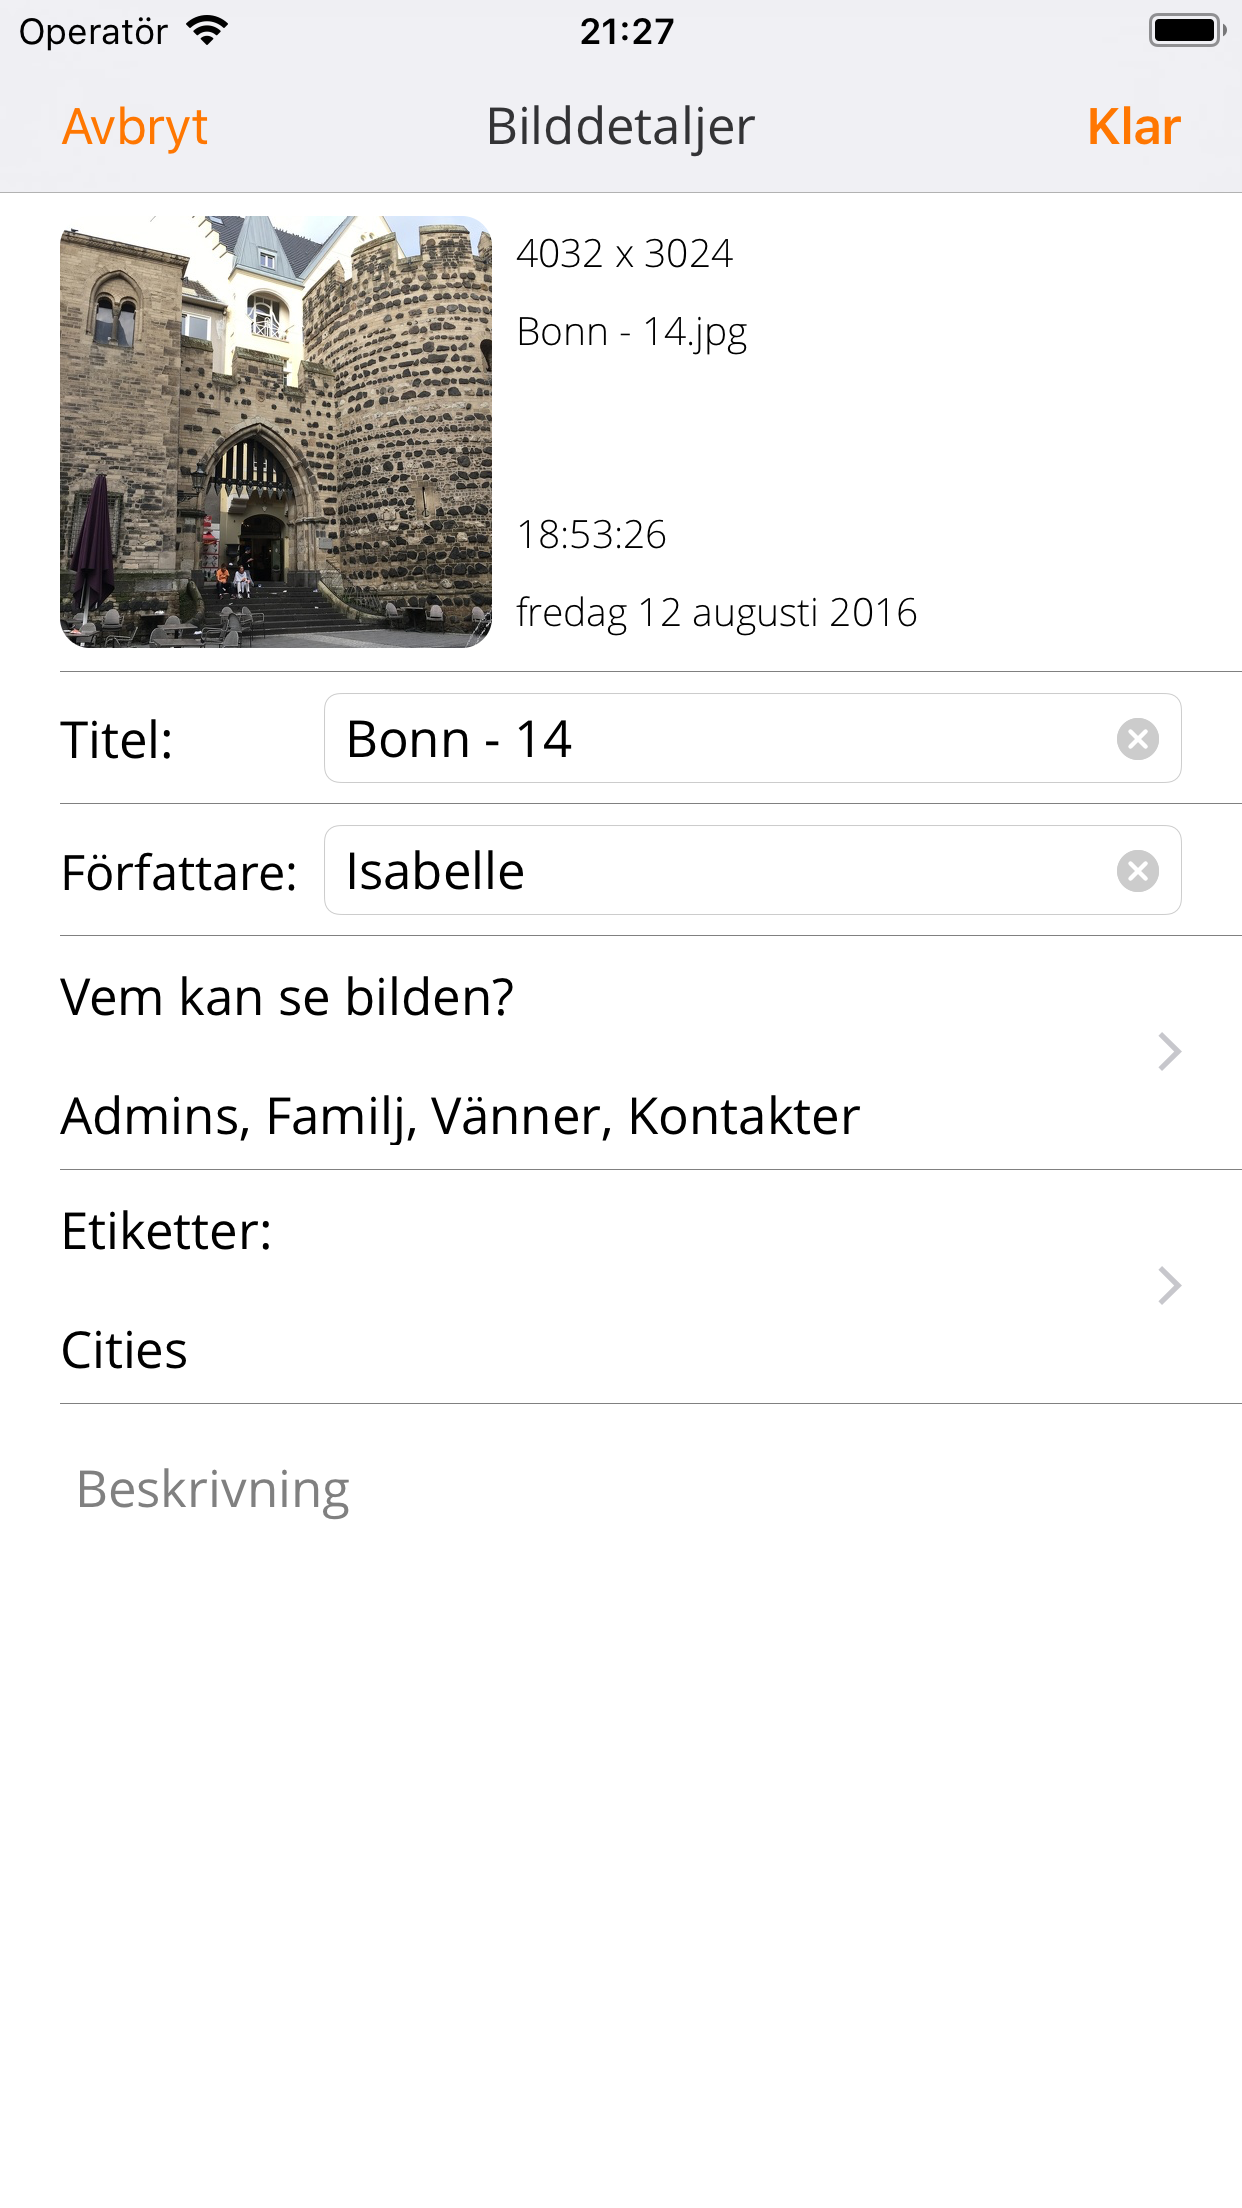 Operatör 21:27
Avbryt Bilddetaljer Klar
4032 x 3024
Bonn - 14.jpg
18:53:26
fredag 12 augusti 2016
Titel: Bonn - 14
Författare: Isabelle
Vem kan se bilden?
Admins, Familj, Vänner, Kontakter
Etiketter:
Cities
Beskrivning